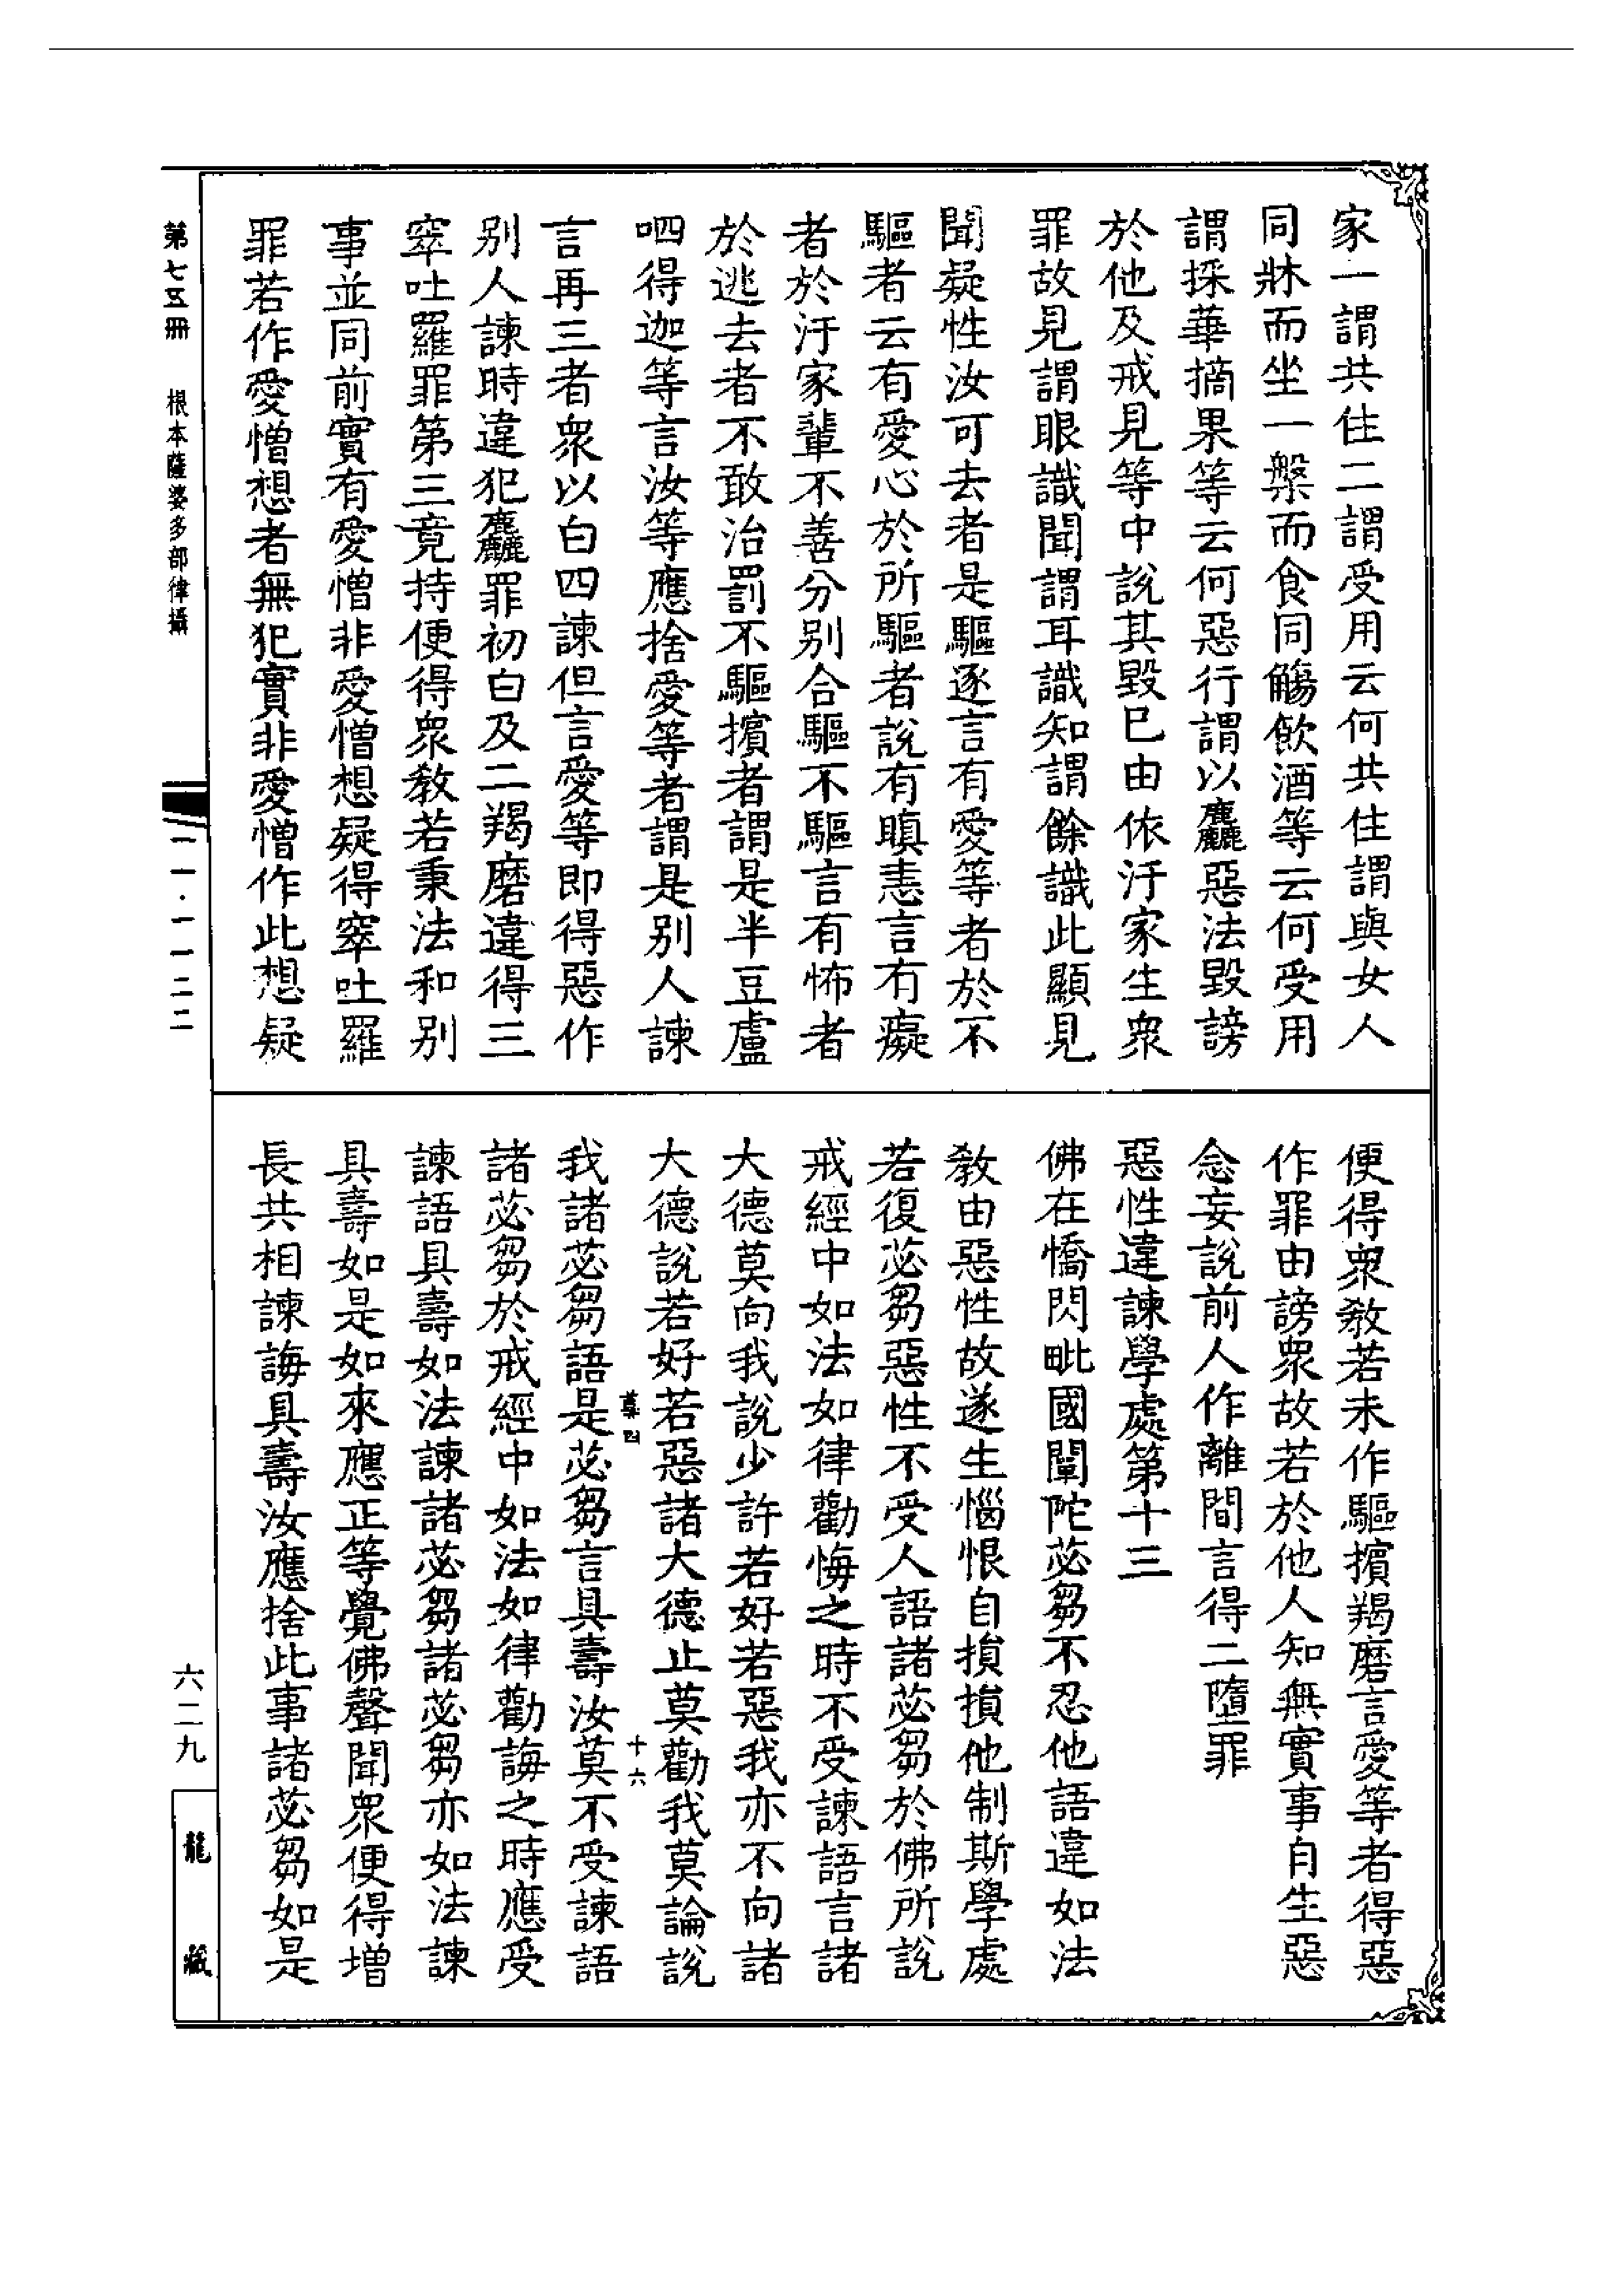 家一謂共住二謂受用云何共住謂與女人
同牀而坐一槃而食同觴飲酒等云何受用
謂採華摘果等云何惡行謂以麤惡法毀謗
於他及戒見等中說其毀已由依汙家生衆
罪故見謂眼識聞謂耳識知謂餘識此顯見
聞疑性汝可去者是驅逐言有愛等者於不
驅者云有愛心於所驅者說有瞋恚言有癡
者於汙家輩不善分別合驅不驅言有怖者
於逃去者不敢治罰不驅擯者謂是半豆盧
呬得迦等言汝等應捨愛等者謂是別人諫
言再三者衆以白四諫但言愛等即得惡作
別人諫時違犯麤罪初白及二羯磨違得三
窣吐羅罪第三竟持便得衆教若秉法和別
事並同前實有愛憎非愛憎想疑得窣吐羅
罪若作愛憎想者無犯實非愛憎作此想疑
便得衆教若未作驅擯羯磨言愛等者得惡
作罪由謗衆故若於他人知無實事自生惡
念妄說前人作離間言得二墮罪
惡性違諫學處第十三
佛在憍閃毗國闡陀苾芻不忍他語違如法
教由惡性故遂生惱恨自損損他制斯學處
若復苾芻惡性不受人語諸苾芻於佛所說
戒經中如法如律勸悔之時不受諫語言諸
大德莫向我說少許若好若惡我亦不向諸
大德說若好若惡諸大德止莫勸我莫論說
我諸苾芻語是苾芻言具壽汝莫不受諫語
諸苾芻於戒經中如法如律勸誨之時應受
諫語具壽如法諫諸苾芻諸苾芻亦如法諫
具壽如是如來應正等覺佛聲聞衆便得增
長共相諫誨具壽汝應捨此事諸苾芻如是
十六
第七五冊
根本薩婆多部律攝
一一·一一二二
六二九
龍藏